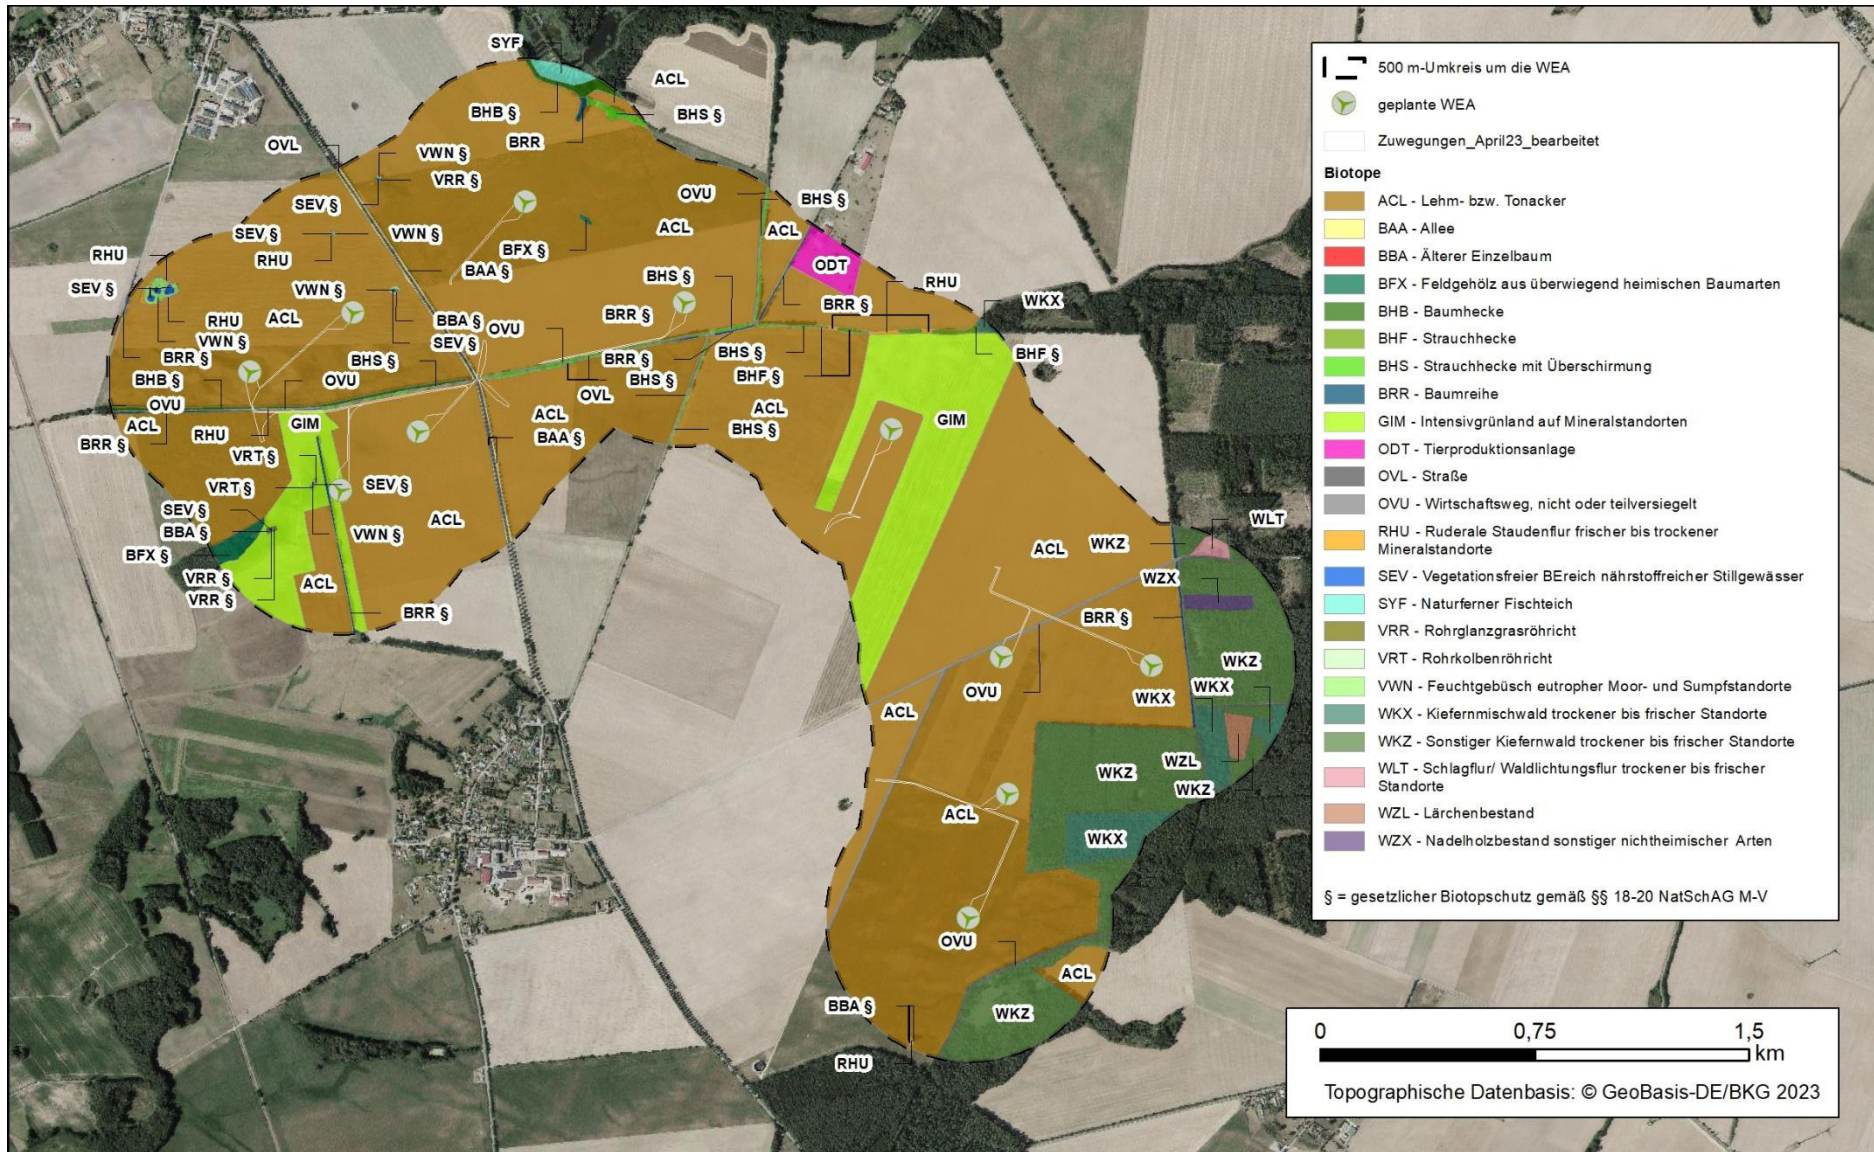 SYF
ACL
BHB §
BHS §
BRR
OVL
VWN §
VRR §
OVU
BHS §
SEV §
ACL
ACL
SEV §
VWN §
RHU
BFX §
RHU
BAA §
ODT
BHS §
RHU
SEV §
VWN §
WKX
BRR §
BRR §
RHU
ACL
BBA §
OVU
VWN §
SEV §
BRR §
BHS §
BRR §
BHS §
BHF §
BHB §
OVU
BHS §
BHF §
OVL
OVU
ACL
ACL
ACL
GIM
GIM
BHS §
RHU
BAA §
BRR §
VRT §
VRT §
SEV §
SEV §
ACL
WLT
BBA §
VWN §
WKZ
ACL
BFX §
WZX
VRR §
ACL
VRR §
BRR §
BRR §
WKZ
WKX
OVU
WKX
ACL
WZL
WKZ
WKZ
ACL
WKX
OVU
ACL
BBA §
WKZ
RHU
500 m-Umkreis um die WEA
geplante WEA
Zuwegungen_April23_bearbeitet
Biotope
ACL - Lehm- bzw. Tonacker
BAA - Allee
BBA - Älterer Einzelbaum
BFX - Feldgehölz aus überwiegend heimischen Baumarten
BHB - Baumhecke
BHF - Strauchhecke
BHS - Strauchhecke mit Überschirmung
BRR - Baumreihe
GIM - Intensivgrünland auf Mineralstandorten
ODT - Tierproduktionsanlage
OVL - Straße
OVU - Wirtschaftsweg, nicht oder teilversiegelt
RHU - Ruderale Staudenflur frischer bis trockener
Mineralstandorte
SEV - Vegetationsfreier BEreich nährstoffreicher Stillgewässer
SYF - Naturferner Fischteich
VRR - Rohrglanzgrasröhricht
VRT - Rohrkolbenröhricht
VWN - Feuchtgebüsch eutropher Moor- und Sumpfstandorte
WKX - Kiefernmischwald trockener bis frischer Standorte
WKZ - Sonstiger Kiefernwald trockener bis frischer Standorte
WLT - Schlagflur/ Waldlichtungsflur trockener bis frischer
Standorte
WZL - Lärchenbestand
WZX - Nadelholzbestand sonstiger nichtheimischer Arten
§ = gesetzlicher Biotopschutz gemäß §§ 18-20 NatSchAG M-V
0 0,75 1,5
km
Topographische Datenbasis: © GeoBasis-DE/BKG 2023